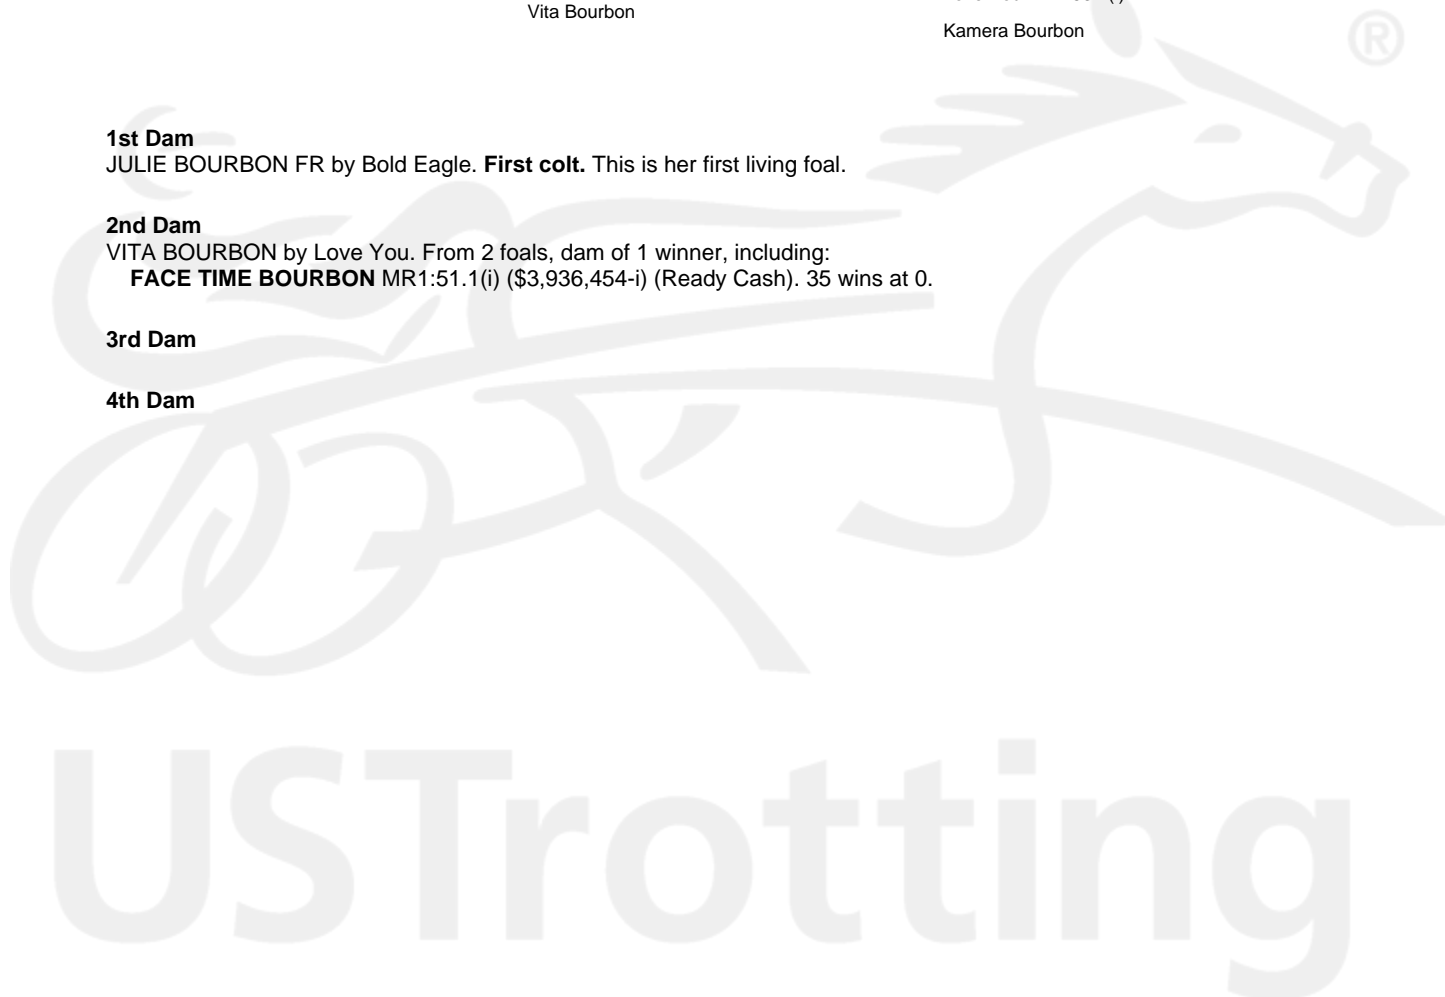 Vita Bourbon
Kamera Bourbon
®
1st Dam
JULIE BOURBON FR by Bold Eagle. First colt. This is her first living foal.
2nd Dam
VITA BOURBON by Love You. From 2 foals, dam of 1 winner, including:
FACE TIME BOURBON MR1:51.1(i) ($3,936,454-i) (Ready Cash). 35 wins at 0.
3rd Dam
4th Dam
USTrotting